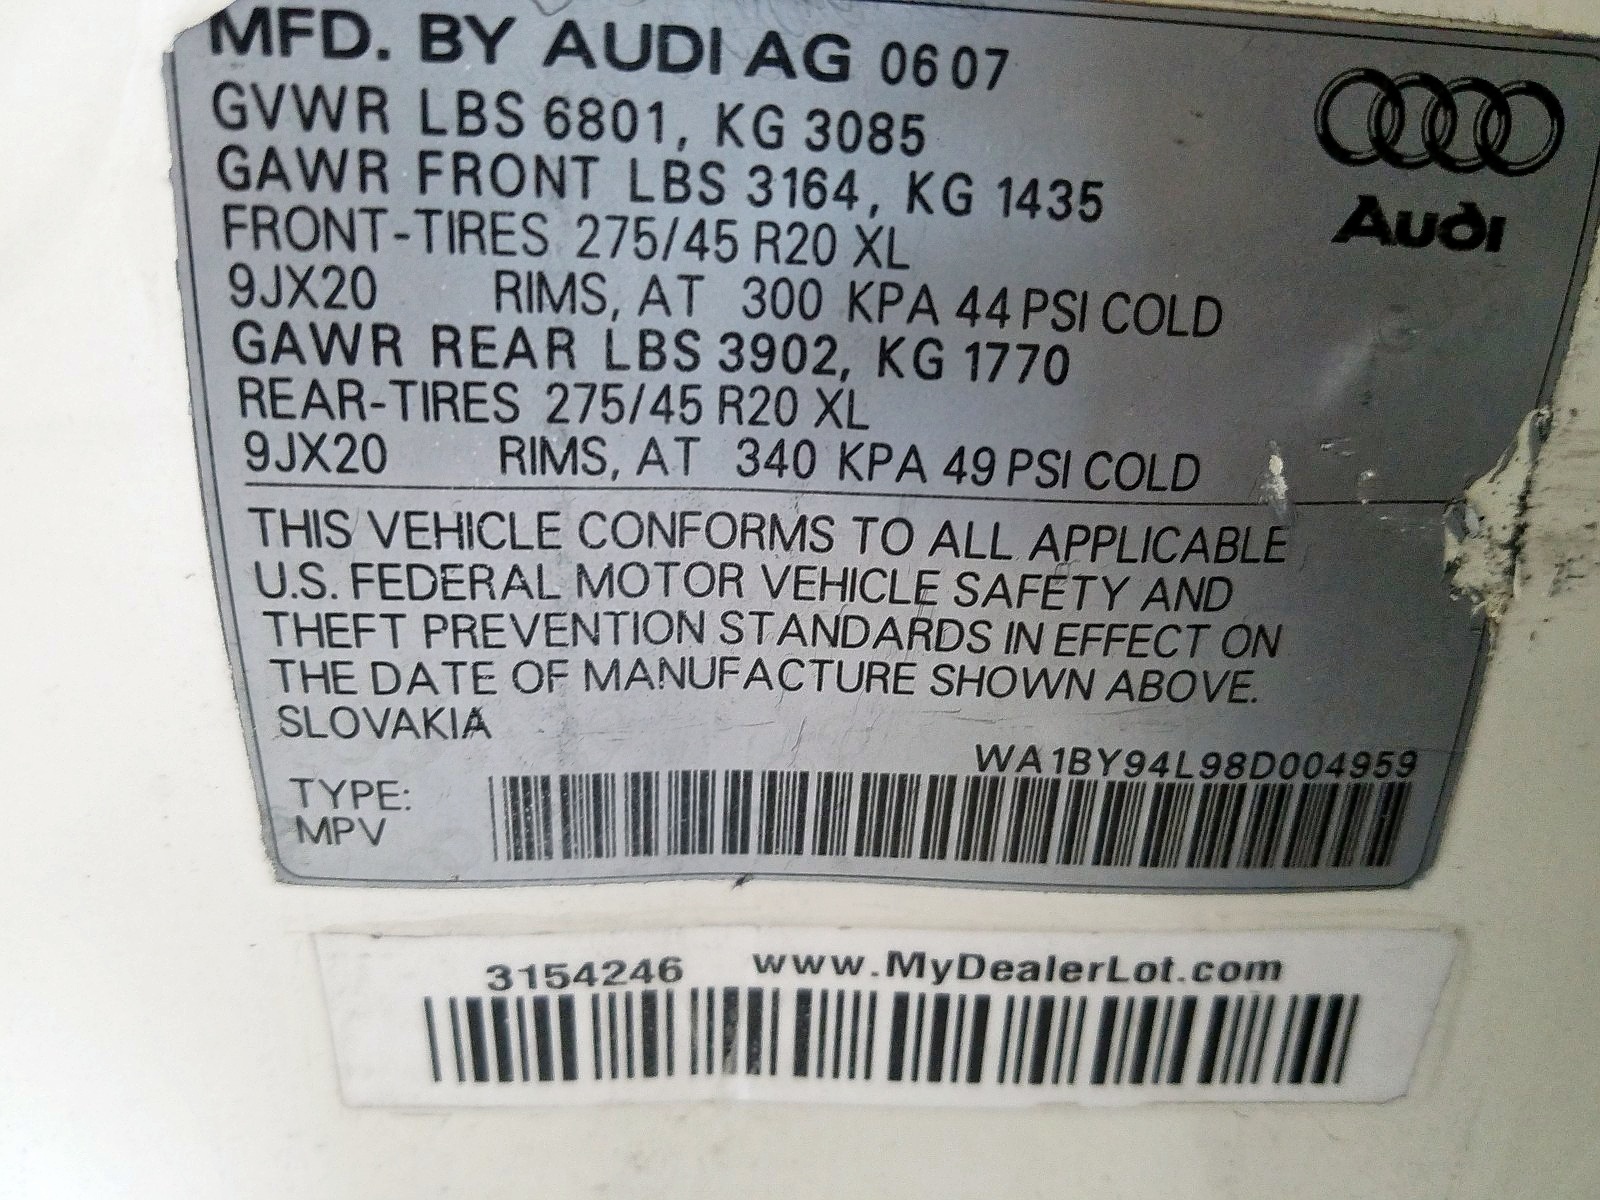 MFD. BY AUDI AG 06 07
GVWR LBS 6801, KG 3085
GAWR FRONT LBS 3164, KG 1435
FRONT-TIRES 275/45 R20 XL
9JX20 RIMS, AT 300 KPA 44 PSI COLD
GAWR REAR LBS 3902, KG 1770
REAR-TIRES 275/45 R20 XL
9JX20 RIMS, AT 340 KPA 49 PSI COLD
Audi
THIS VEHICLE CONFORMS TO ALL APPLICABLE
U.S. FEDERAL MOTOR VEHICLE SAFETY AND
THEFT PREVENTION STANDARDS IN EFFECT ON
THE DATE OF MANUFACTURE SHOWN ABOVE.
SLOVAKIA
WA1BY94L98D004959
TYPE:
MPV
3154246 www.MyDealerLot.com